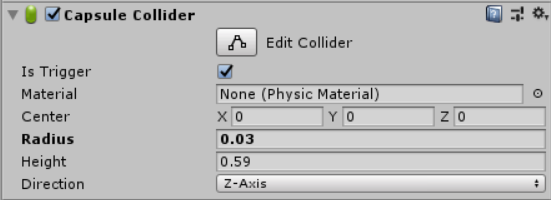 Capsule Collider
Edit Collider
Is Trigger
Material None (Physic Material)
Center X 0 Y 0 Z 0
Radius 0.03
Height 0.59
Direction Z-Axis